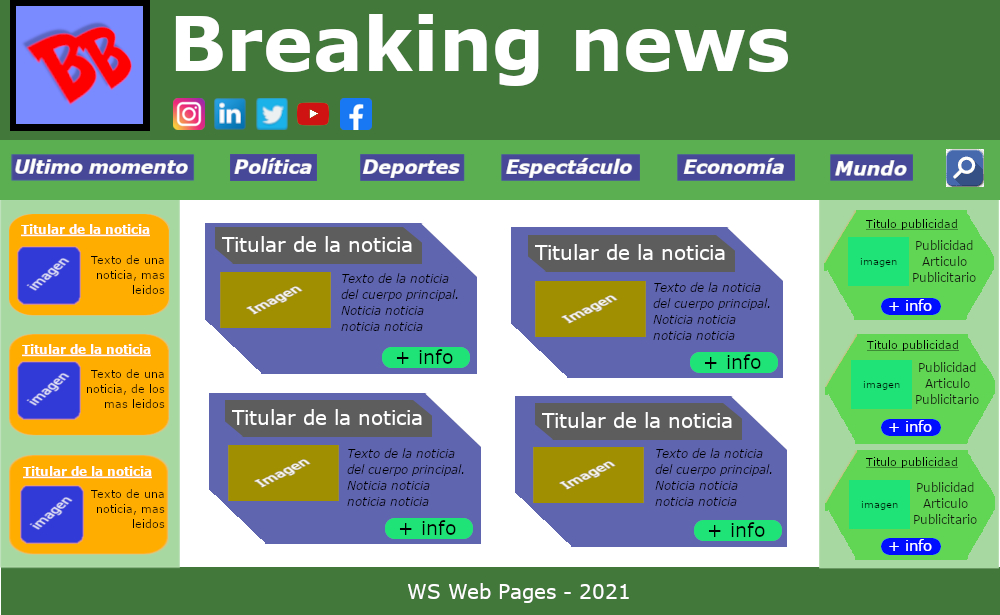 BB
Breaking news
in
f
Ultimo momento
Política
Deportes
Espectáculo
Economía
Mundo
Titular de la noticia
imagen
Texto de una
noticia, mas
leidos
Titular de la noticia
imagen
Texto de una
noticia, de los
mas leidos
Titular de la noticia
imagen
Texto de una
noticia, mas
leidos
Titular de la noticia
Imagen
Texto de la noticia
del cuerpo principal.
Noticia noticia
noticia noticia
+ info
Titular de la noticia
Imagen
Texto de la noticia
del cuerpo principal.
Noticia noticia
noticia noticia
+ info
Titular de la noticia
Imagen
Texto de la noticia
del cuerpo principal.
Noticia noticia
noticia noticia
+ info
Titular de la noticia
Imagen
Texto de la noticia
del cuerpo principal.
Noticia noticia
noticia noticia
+ info
Titulo publicidad
imagen
Publicidad
Articulo
Publicitario
+ info
Titulo publicidad
imagen
Publicidad
Articulo
Publicitario
+ info
Titulo publicidad
imagen
Publicidad
Articulo
Publicitario
+ info
WS Web Pages - 2021